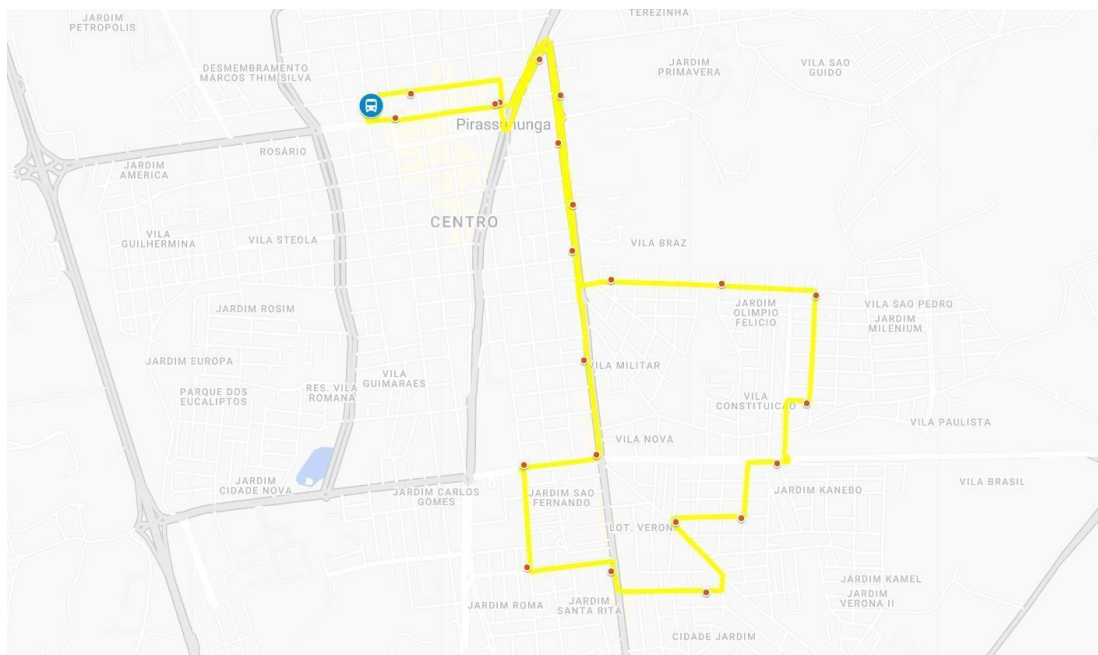 JARDIM
PETROPOLIS
TEREZINHA
DESMEMBRAMENTO
MARCOS THIM SILVA
JARDIM
PRIMAVERA
VILA SAO
GUIDO
Pirassununga
ROSÁRIO
JARDIM
AMERICA
CENTRO
VILA
GUILHERMINA
VILA STEOLA
VILA BRAZ
JARDIM ROSIM
JARDIM
OLIMPIO
FELICIO
VILA SAO PEDRO
JARDIM
MILENIUM
JARDIM EUROPA
VILA MILITAR
VILA
GUIMARAES
PARQUE DOS
EUCALIPTOS
RES. VILA
ROMANA
VILA
CONSTITUICAO
VILA PAULISTA
VILA NOVA
JARDIM
CIDADE NOVA
JARDIM CARLOS
GOMES
JARDIM SAO
FERNANDO
JARDIM KANEBO
VILA BRASIL
LOT. VERONA
JARDIM KAMEL
JARDIM
VERONA II
JARDIM ROMA
JARDIM
SANTA RITA
CIDADE JARDIM